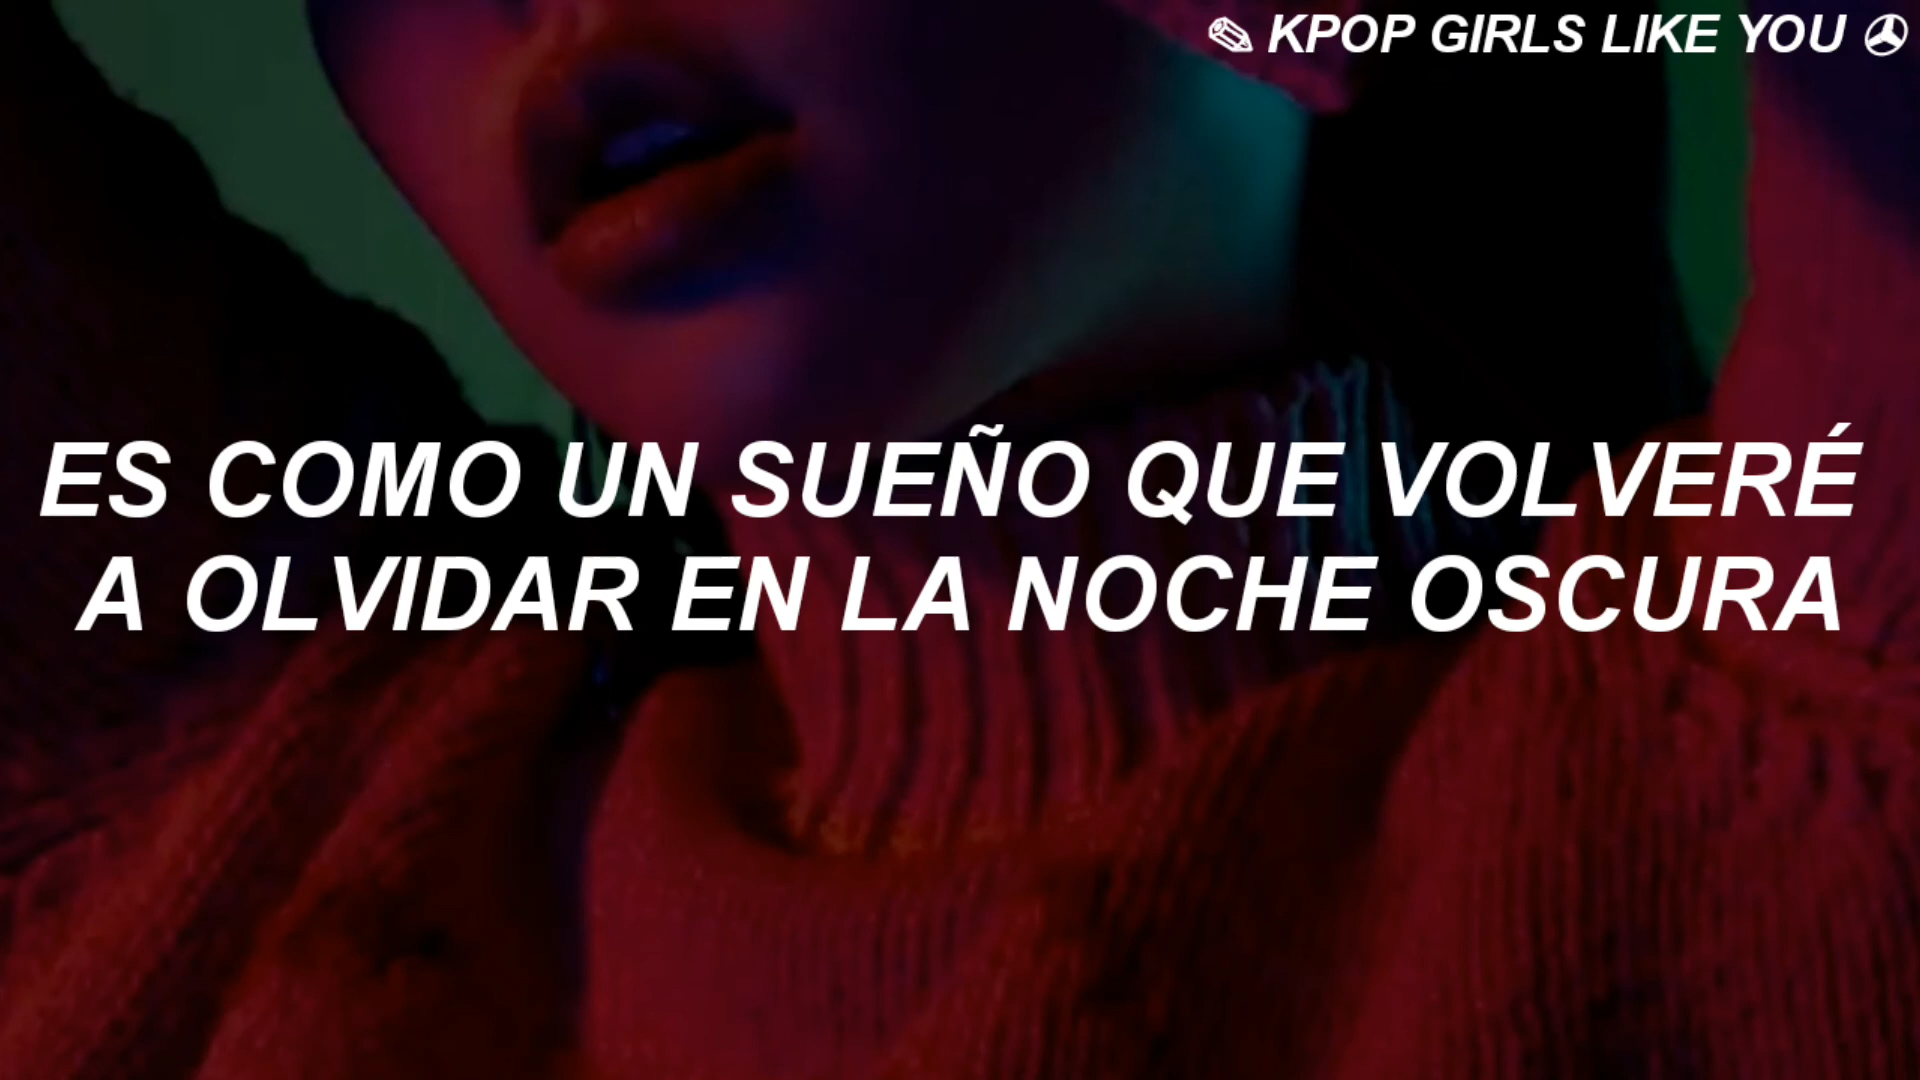 ✎ KPOP GIRLS LIKE YOU ✇
ES COMO UN SUEÑO QUE VOLVERÉ
A OLVIDAR EN LA NOCHE OSCURA